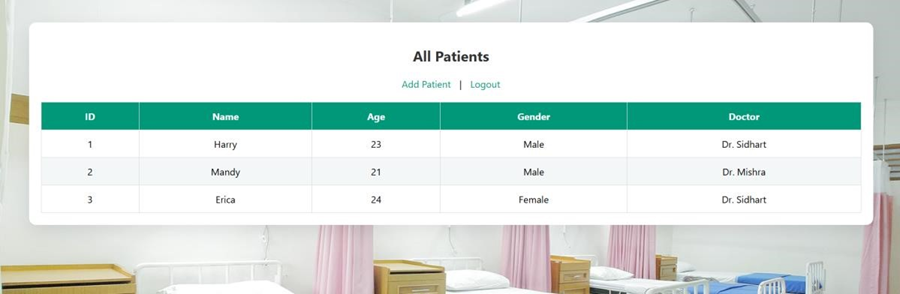 All Patients
Add Patient | Logout
ID Name Age Gender Doctor
1 Harry 23 Male Dr. Sidhart
2 Mandy 21 Male Dr. Mishra
3 Erica 24 Female Dr. Sidhart